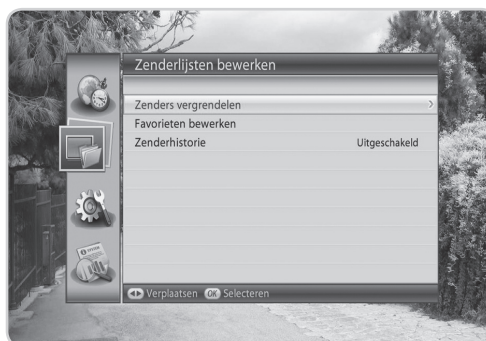 Zenderlijsten bewerken
Zenders vergrendelen
Favorieten bewerken
Zenderhistorie Uitgeschakeld
Verplaatsen OK Selecteren